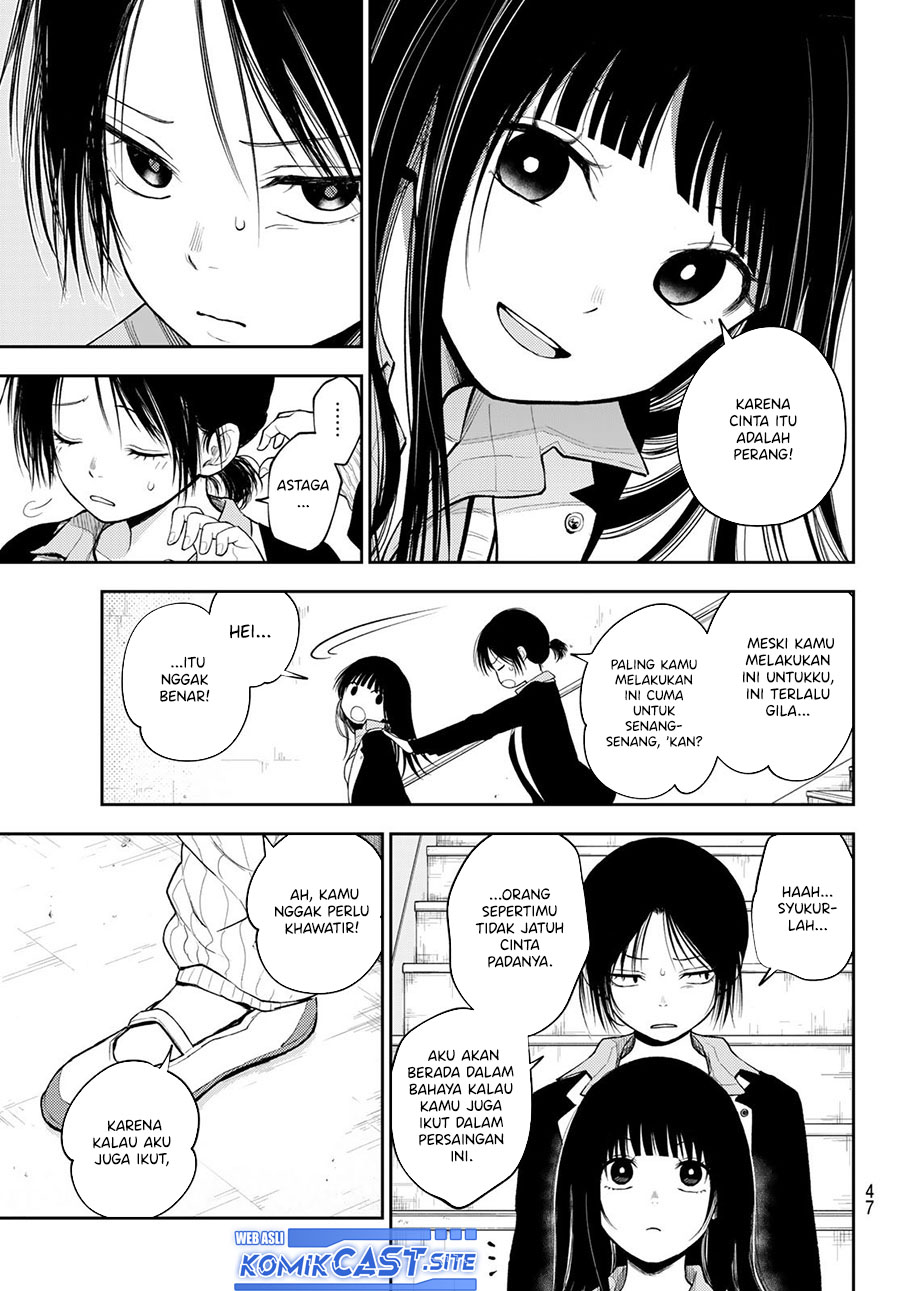 KARENA
CINTA ITU
ADALAH
PERANG!
.......
ASTAGA
...
MESKI KAMU
MELAKUKAN
INI UNTUKKU,
INI TERLALU
GILA...
PALING KAMU
MELAKUKAN
INI CUMA
UNTUK
SENANG-
SENANG, 'KAN?
HEI...
...ITU
NGGAK
BENAR!
HAAH...
SYUKUR-
LAH...
...ORANG
SEPERTIMU
TIDAK JATUH
CINTA
PADANYA.
AKU AKAN
BERADA DALAM
BAHAYA KALAU
KAMU JUGA
IKUT DALAM
PERSAINGAN
INI.
AH, KAMU
NGGAK PERLU
KHAWATIR!
KARENA
KALAU AKU
JUGA IKUT,
47
WEB ASLI
KOMIKCAST.SITE